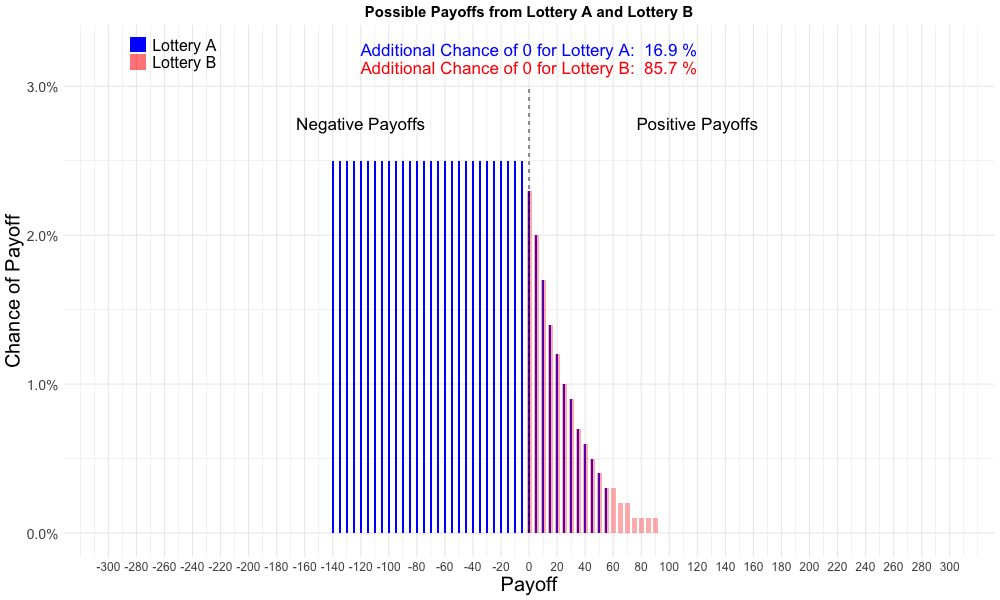 Possible Payoffs from Lottery A and Lottery B
Lottery A
Lottery B
Additional Chance of 0 for Lottery A:  16.9 %
Additional Chance of 0 for Lottery B:  85.7 %
Negative Payoffs
Positive Payoffs
Chance of Payoff
3.0%
2.0%
1.0%
0.0%
-300 -280 -260 -240 -220 -200 -180 -160 -140 -120 -100 -80 -60 -40 -20 0 20 40 60 80 100 120 140 160 180 200 220 240 260 280 300
Payoff